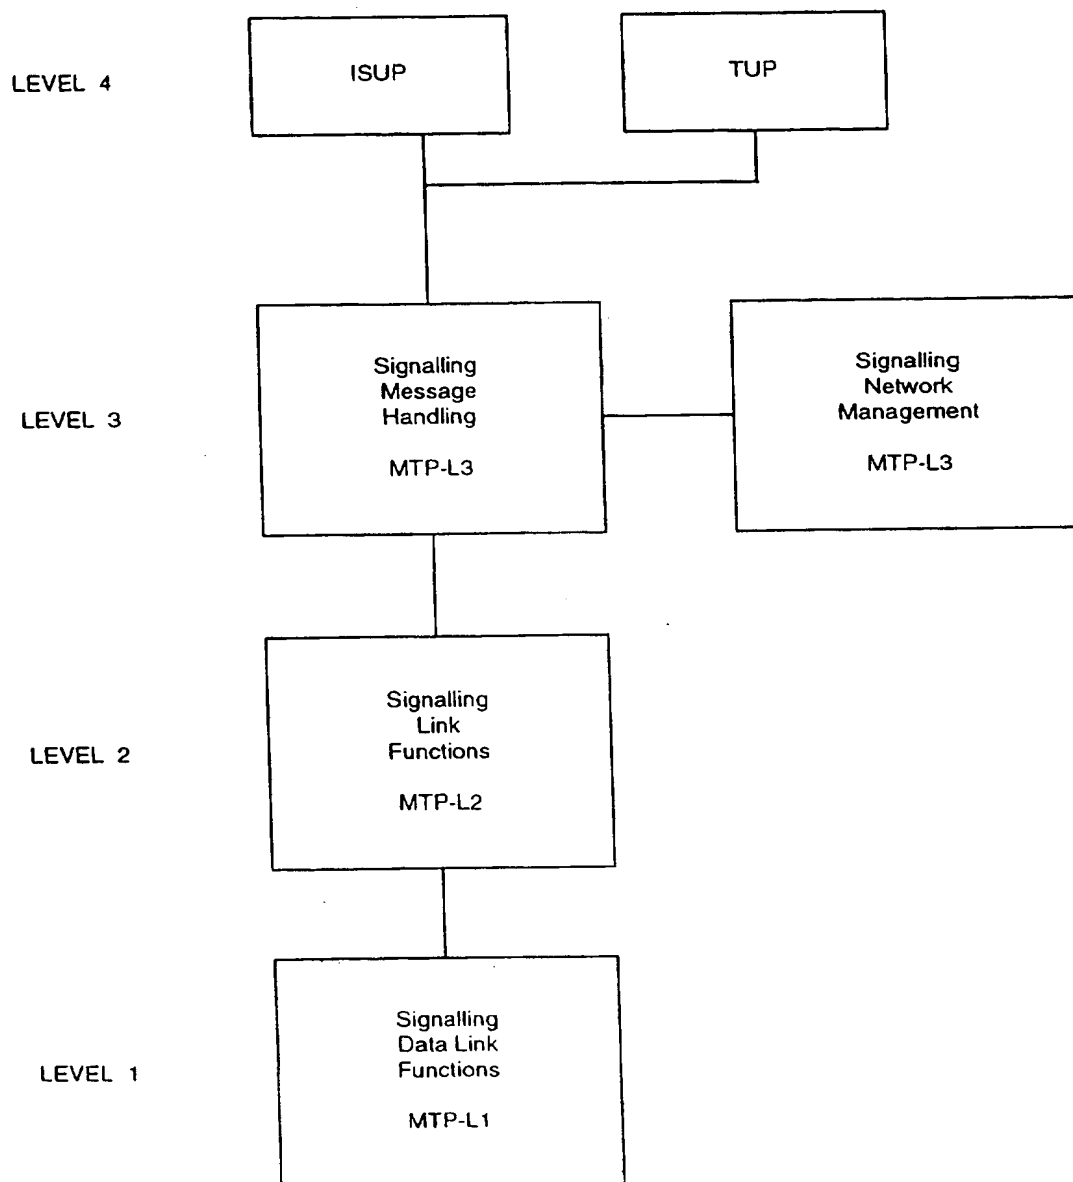 LEVEL 4
ISUP
TUP
LEVEL 3
Signalling
Message
Handling
MTP-L3
Signalling
Network
Management
MTP-L3
LEVEL 2
Signalling
Link
Functions
MTP-L2
LEVEL 1
Signalling
Data Link
Functions
MTP-L1